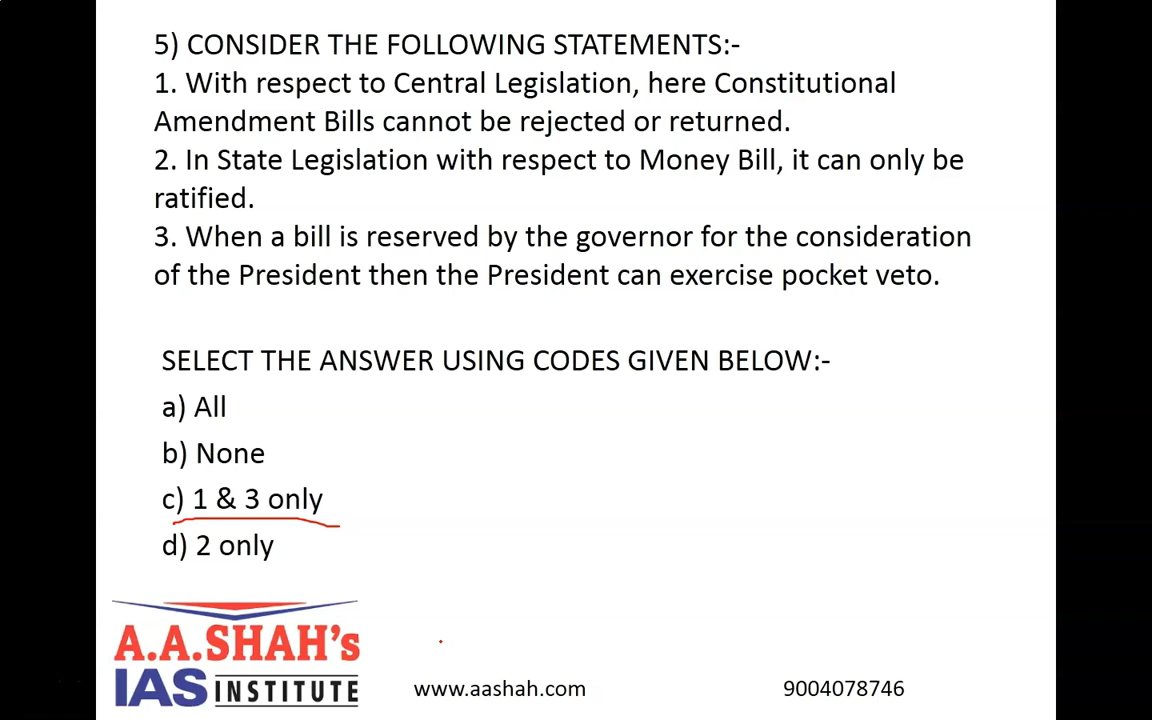 5) CONSIDER THE FOLLOWING STATEMENTS:-
1. With respect to Central Legislation, here Constitutional
Amendment Bills cannot be rejected or returned.
2. In State Legislation with respect to Money Bill, it can only be
ratified.
3. When a bill is reserved by the governor for the consideration
of the President then the President can exercise pocket veto.
SELECT THE ANSWER USING CODES GIVEN BELOW:-
a) All
b) None
c) 1 & 3 only
d) 2 only
A.A.SHAH's
IAS INSTITUTE
www.aashah.com
9004078746